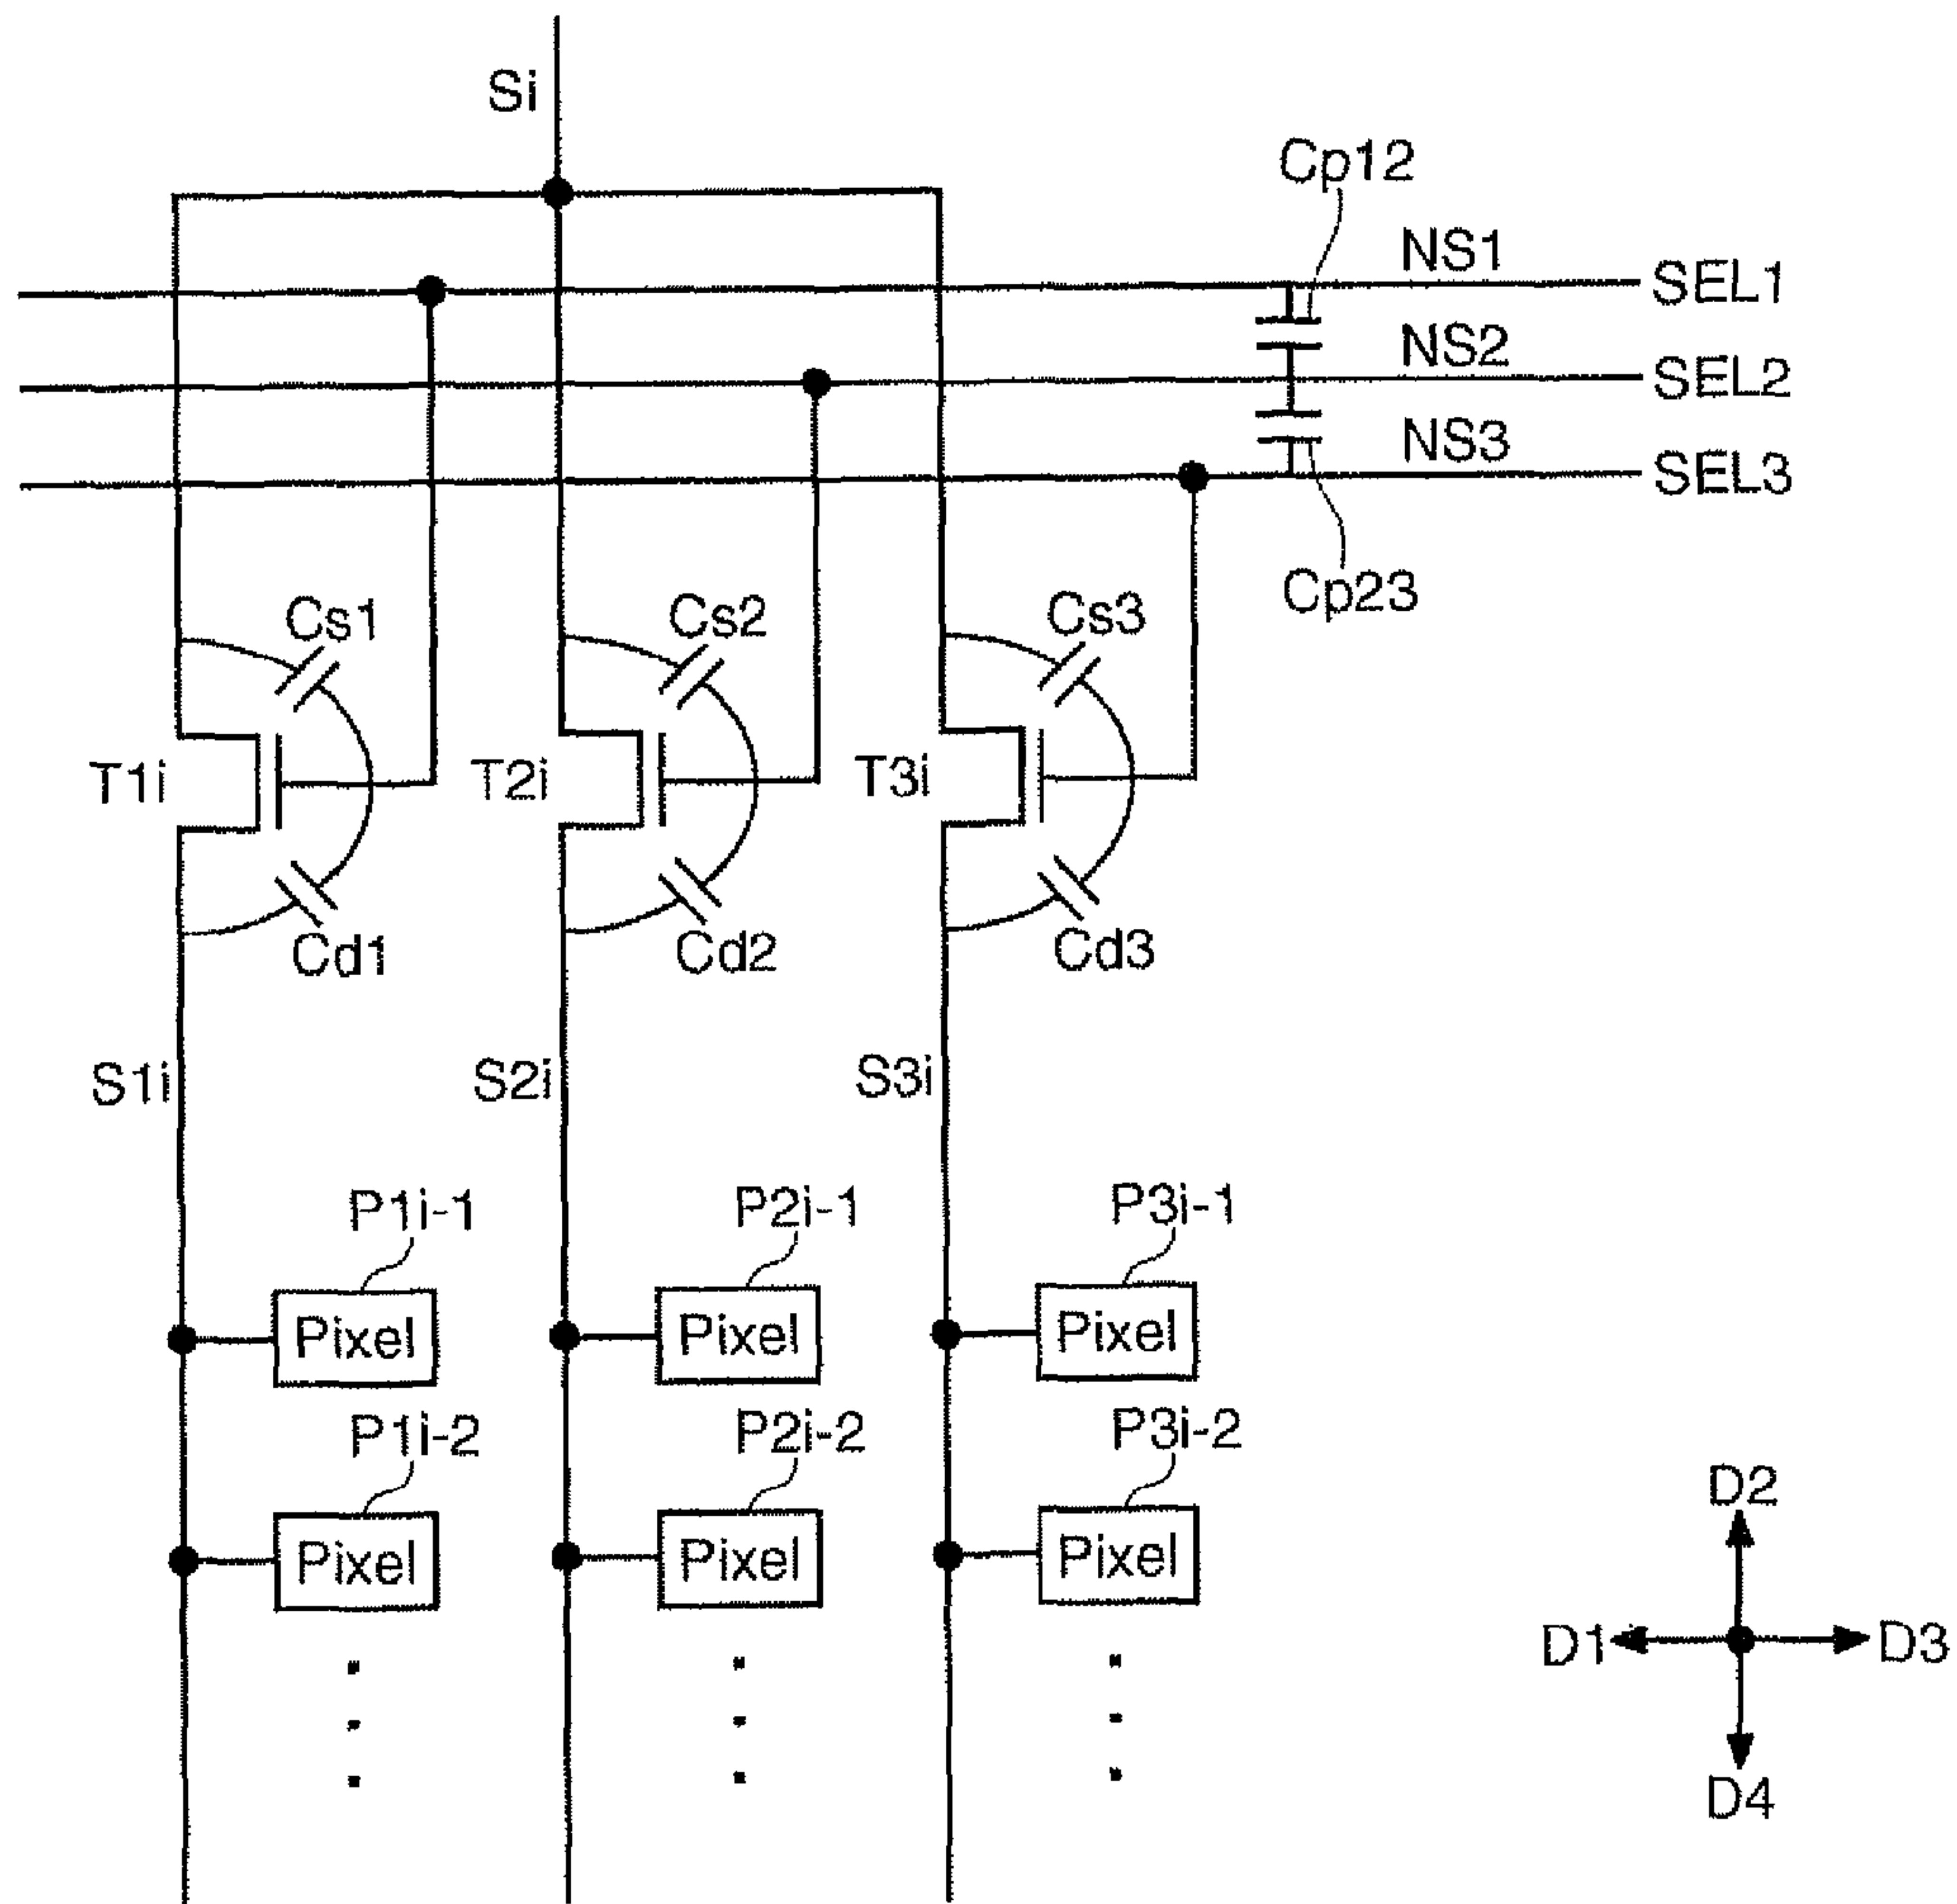 Si
Cp12
NS1
SEL1
NS2
SEL2
NS3
SEL3
Cp23
Cs1
Cs2
Cs3
T1i
T2i
T3i
Cd1
Cd2
Cd3
S1i
S2i
S3i
P1i-1
P2i-1
P3i-1
Pixel
Pixel
Pixel
P1i-2
P2i-2
P3i-2
Pixel
Pixel
Pixel
D2
D1
D3
D4